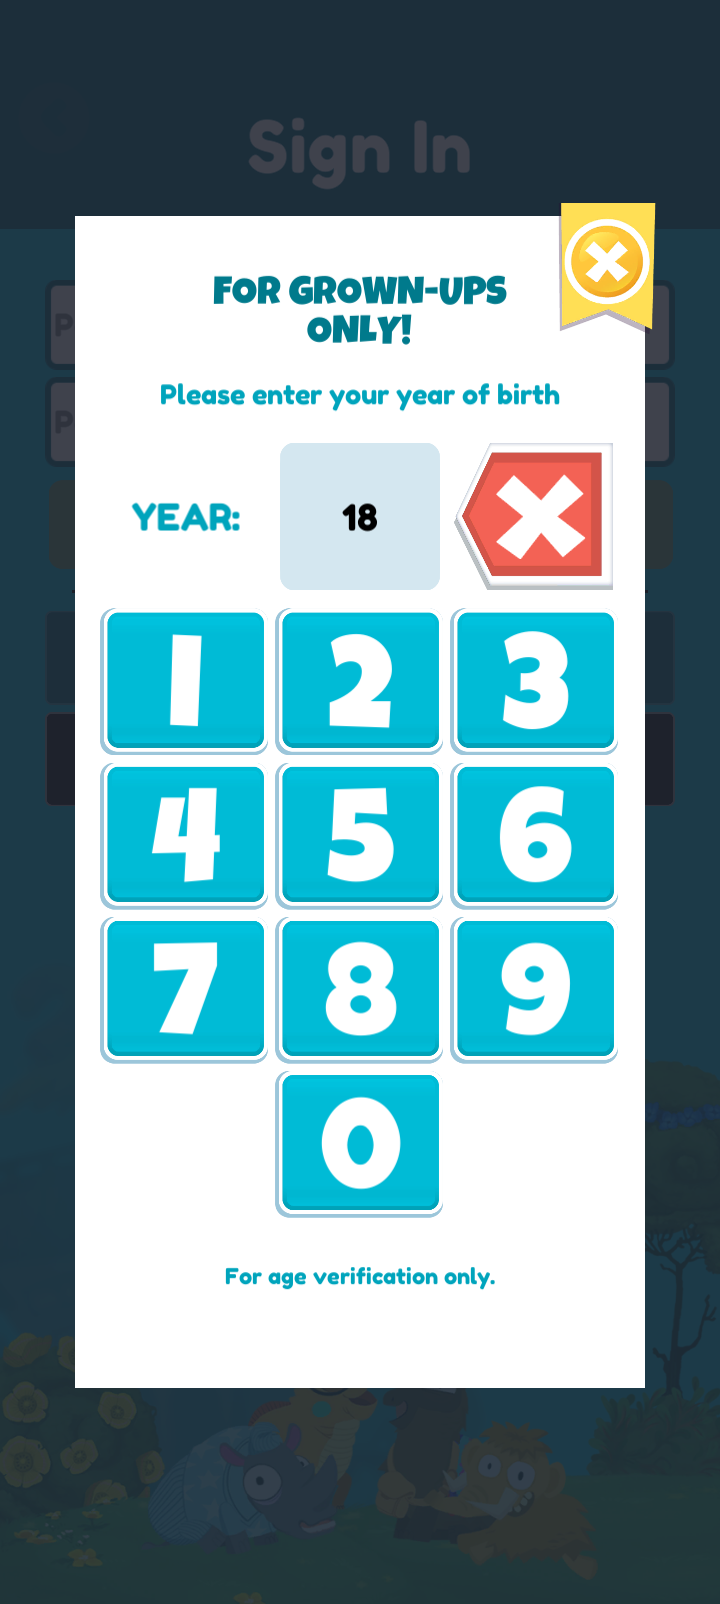 Sign In
FOR GROWN-UPS
ONLY!
Please enter your year of birth
P
YEAR:
18
P
1
2
3
4
5
6
7
8
9
0
For age verification only.